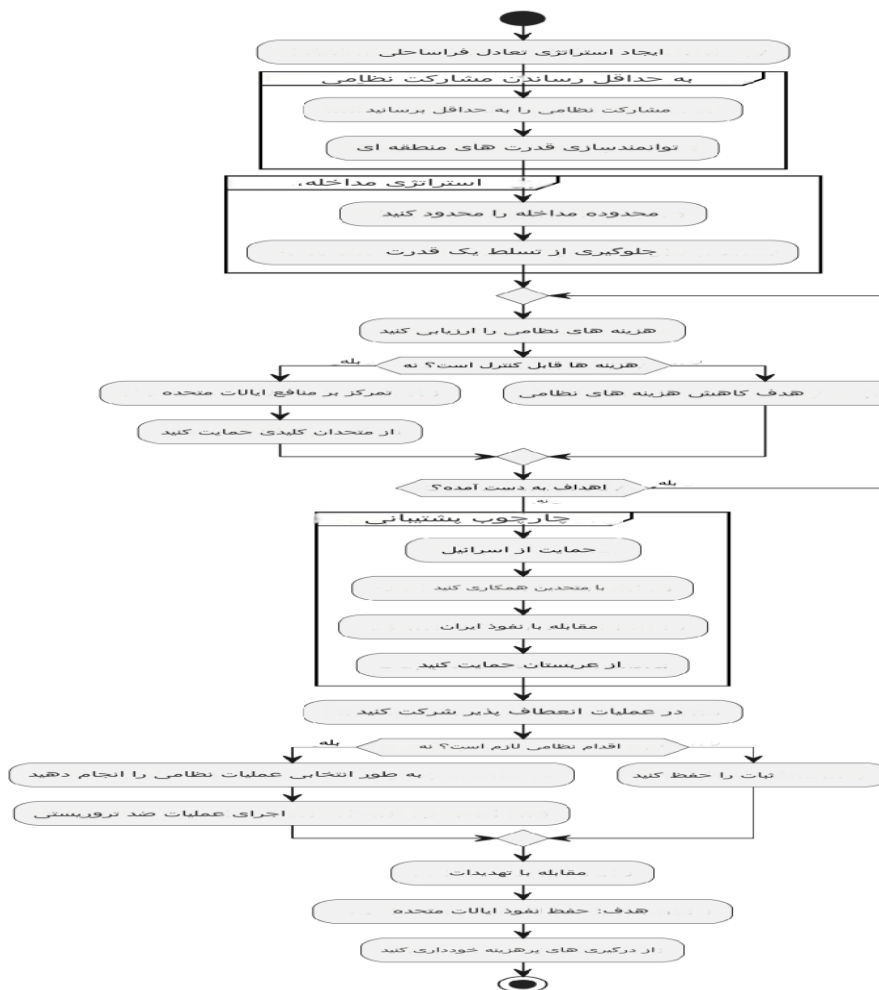 ایجاد استراتژی تعادل فراساحلی
به حداقل رساندن مشارکت نظامی
مشارکت نظامی را به حداقل برسانید
توانمندسازی قدرت های منطقه ای
استراتژی مداخله
محدوده مداخله را محدود کنید
جلوگیری از تسلط یک قدرت
هزینه های نظامی را ارزیابی کنید
بله
هزینه ها قابل کنترل است؟ نه
تمرکز بر منافع ایالات متحده
هدف کاهش هزینه های نظامی
از متحدان کلیدی حمایت کنید
اهداف به دست آمده؟
بله
نه
چارچوب پشتیبانی
حمایت از اسرائیل
با متحدین همکاری کنید
مقابله با نفوذ ایران
از عربستان حمایت کنید
در عملیات انعطاف پذیر شرکت کنید
بله
اقدام نظامی لازم است؟ نه
به طور انتخابی عملیات نظامی را انجام دهید
ثبات را حفظ کنید
اجرای عملیات ضد تروریستی
مقابله با تهدیدات
هدف: حفظ نفوذ ایالات متحده
از درگیری های پرهزینه خودداری کنید